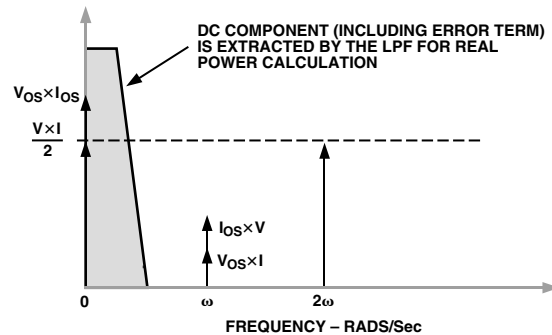 DC COMPONENT (INCLUDING ERROR TERM)
IS EXTRACTED BY THE LPF FOR REAL
POWER CALCULATION
VOS×IOS
V×I
2
IOS×V
VOS×I
0 ω 2ω
FREQUENCY – RADS/Sec